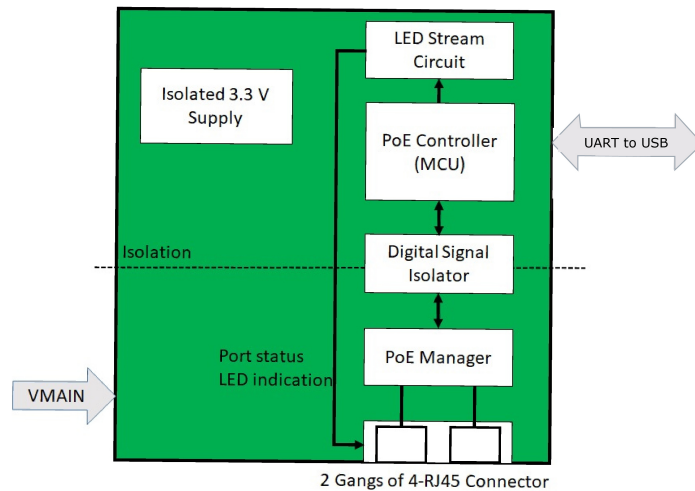 LED Stream
Circuit
Isolated 3.3 V
Supply
PoE Controller
(MCU)
UART to USB
Isolation
Digital Signal
Isolator
Port status
LED indication
PoE Manager
VMAIN
2 Gangs of 4-RJ45 Connector